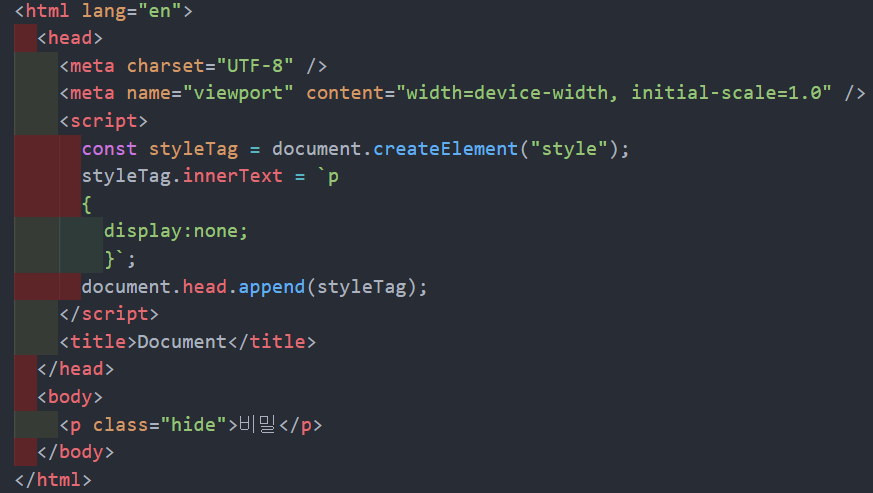 <html lang="en">
<head>
<meta charset="UTF-8" />
<meta name="viewport" content="width=device-width, initial-scale=1.0" />
<script>
const styleTag = document.createElement("style");
styleTag.innerText = `p
{
display:none;
}`;
document.head.append(styleTag);
</script>
<title>Document</title>
</head>
<body>
<p class="hide">비밀</p>
</body>
</html>